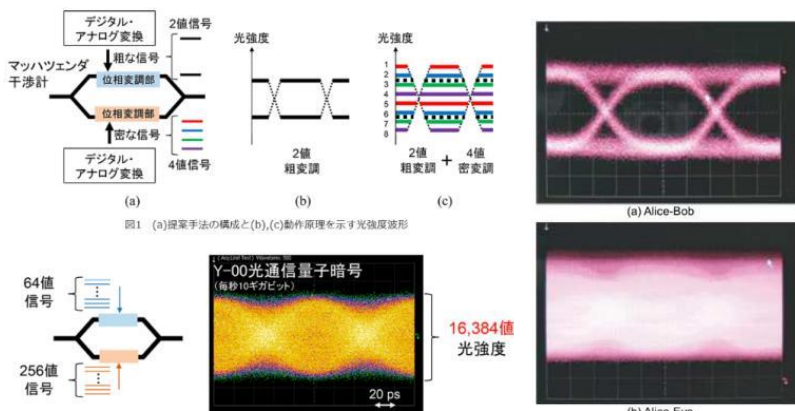 デジタル・
アナログ変換
2値信号
粗な信号
マッハツェンダ
干渉計
位相変調部
位相変調部
密な信号
4値信号
デジタル・
アナログ変換
(a)
光強度
2値
粗変調
(b)
光強度
1
2
3
4
5
6
7
8
2値
粗変調
+
4値
密変調
(c)
図1 (a)提案手法の構成と(b),(c)動作原理を示す光強度波形
64値
信号
256値
信号
Y-00光通信量子暗号
(毎秒10ギガビット)
20 ps
16,384値
光強度
(a) Alice-Bob
(b) Alice-Eve